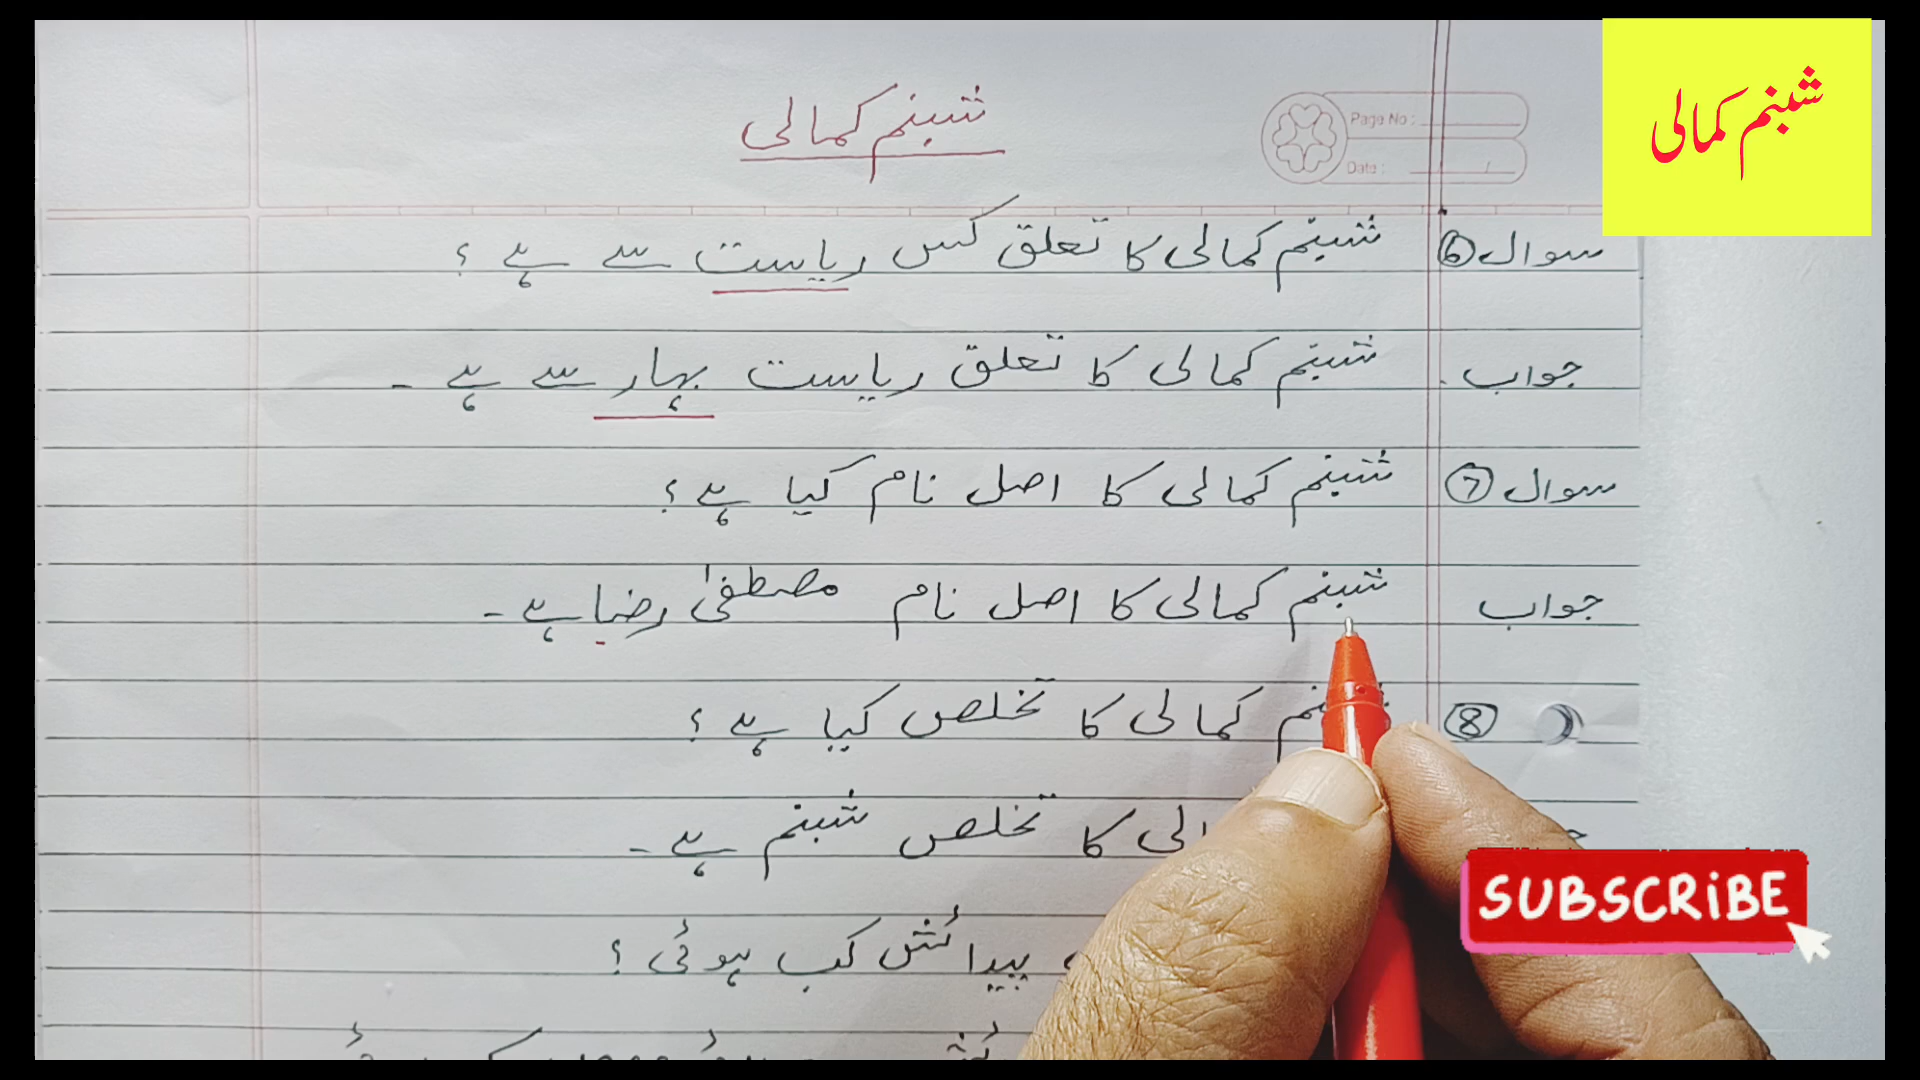 شبنم کمالی
شبنم کمالی
Page No :
Date :
سوال ⑥ شبنم کمالی کا تعلق کس ریاست سے ہے ؟
جواب شبنم کمالی کا تعلق ریاست بہار سے ہے ۔
سوال ⑦ شبنم کمالی کا اصل نام کیا ہے ؟
جواب شبنم کمالی کا اصل نام مصطفیٰ رضا ہے ۔
⑧ شبنم کمالی کا تخلص کیا ہے ؟
کا تخلص شبنم ہے ۔
پیدائش کب ہوئی ؟
SUBSCRIBE